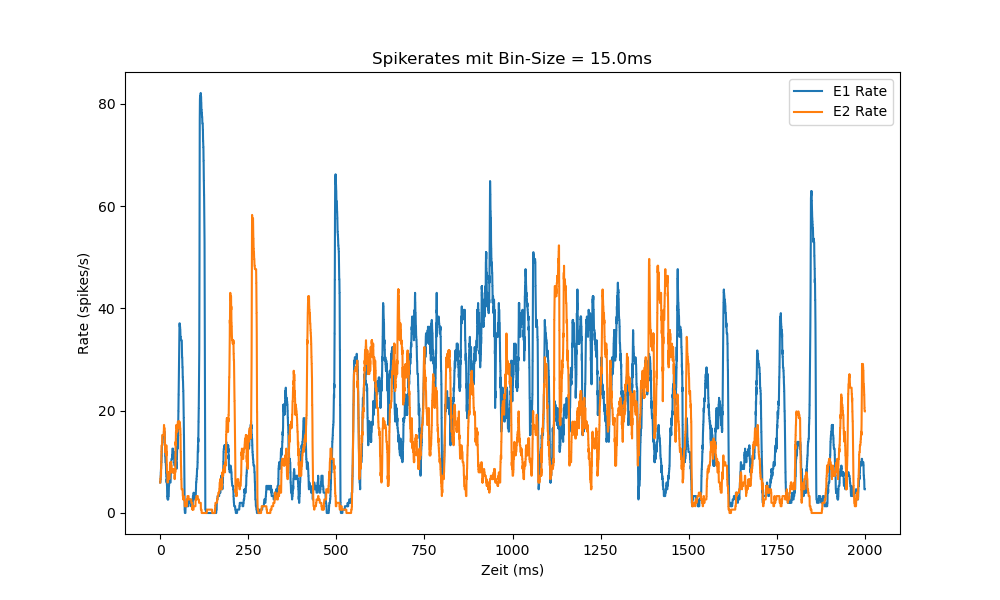 Spikerates mit Bin-Size = 15.0ms
E1 Rate
E2 Rate
Rate (spikes/s)
80
60
40
20
0
0 250 500 750 1000 1250 1500 1750 2000
Zeit (ms)